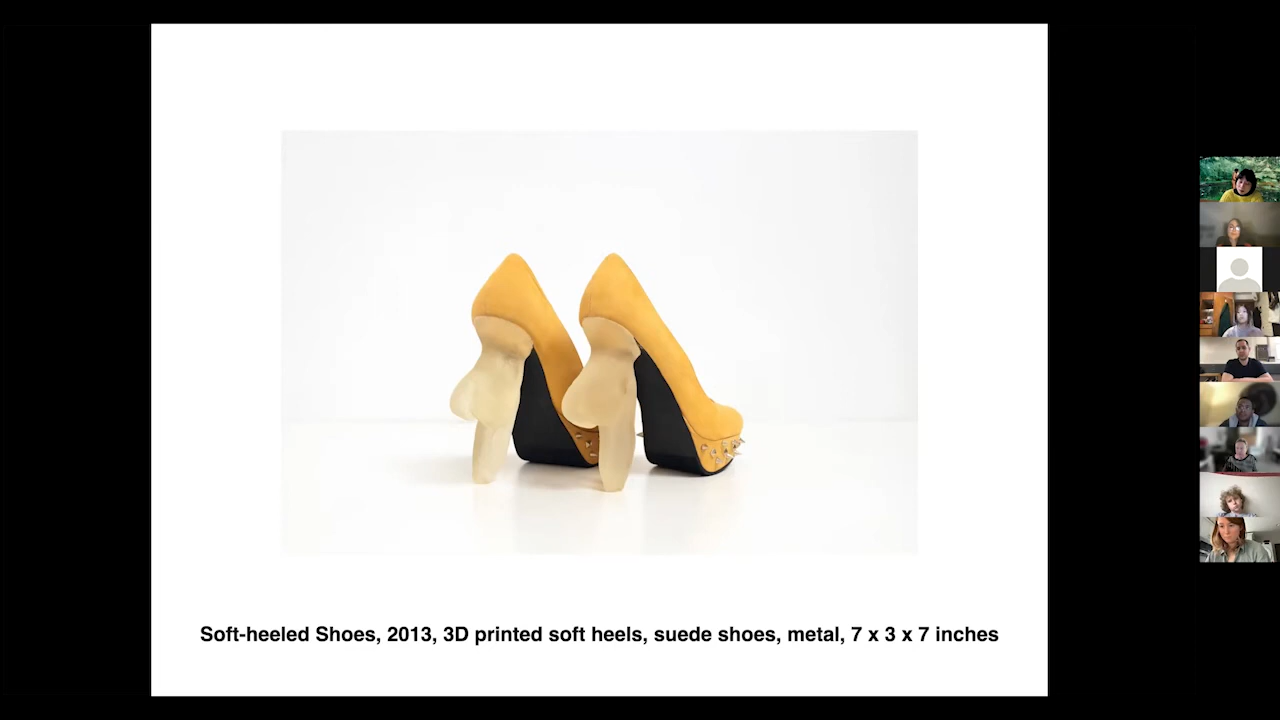 Soft-heeled Shoes, 2013, 3D printed soft heels, suede shoes, metal, 7 x 3 x 7 inches